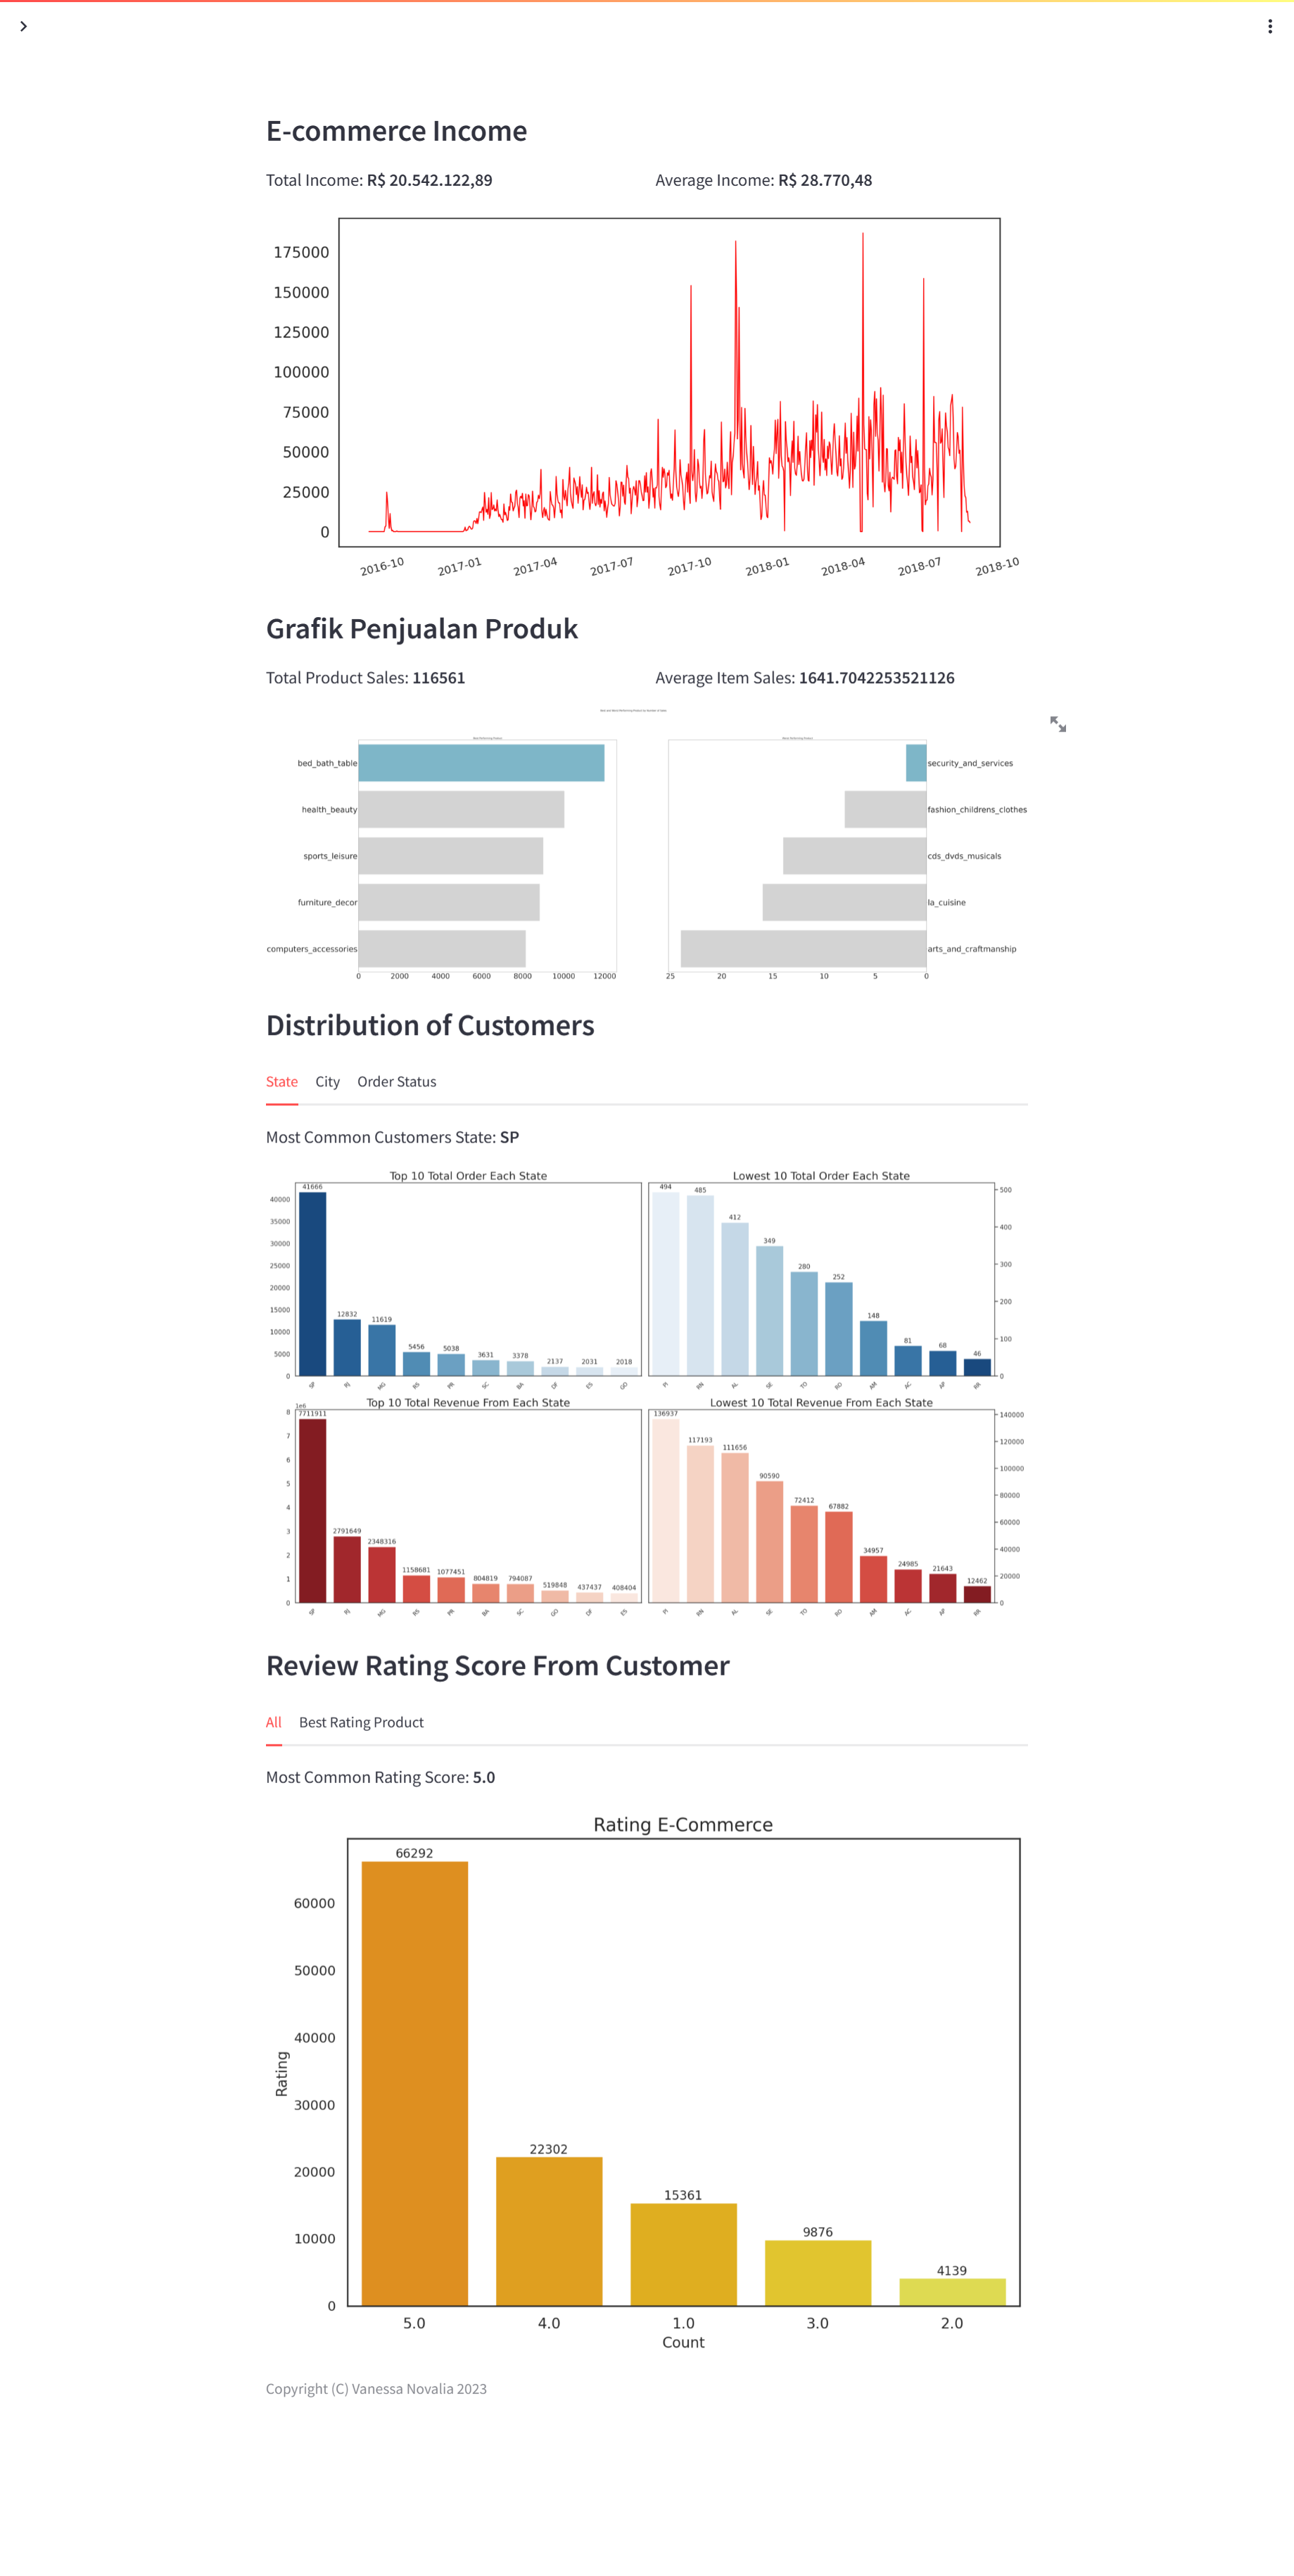 E-commerce Income
Total Income: R$ 20.542.122,89 Average Income: R$ 28.770,48
175000
150000
125000
100000
75000
50000
25000
0
2016-10 2017-01 2017-04 2017-07 2017-10 2018-01 2018-04 2018-07 2018-10
Grafik Penjualan Produk
Total Product Sales: 116561 Average Item Sales: 1641.7042253521126
bed_bath_table security_and_services
health_beauty fashion_childrens_clothes
sports_leisure cds_dvds_musicals
furniture_decor la_cuisine
computers_accessories arts_and_craftmanship
0 2000 4000 6000 8000 10000 12000 25 20 15 10 5 0
Distribution of Customers
State City Order Status
Most Common Customers State: SP
Top 10 Total Order Each State
41666
12832
11619
5456
5038
3631
3378
2137
2031
2018
40000
35000
30000
25000
20000
15000
10000
5000
0
SP RJ MG RS PR SC BA DF ES GO
Lowest 10 Total Order Each State
494
485
412
349
280
252
148
81
68
46
500
400
300
200
100
0
PI RN AL SE TO RO AM AC AP RR
Top 10 Total Revenue From Each State
1e6
7711911
2791649
2348316
1158681
1077451
804819
794087
519848
437437
408404
8
7
6
5
4
3
2
1
0
SP RJ MG RS PR BA SC GO DF ES
Lowest 10 Total Revenue From Each State
136937
117193
111656
90590
72412
67882
34957
24985
21643
12462
140000
120000
100000
80000
60000
40000
20000
0
PI RN AL SE TO RO AM AC AP RR
Review Rating Score From Customer
All Best Rating Product
Most Common Rating Score: 5.0
Rating E-Commerce
66292
22302
15361
9876
4139
60000
50000
40000
30000
20000
10000
0
Rating
5.0 4.0 1.0 3.0 2.0
Count
Copyright (C) Vanessa Novalia 2023